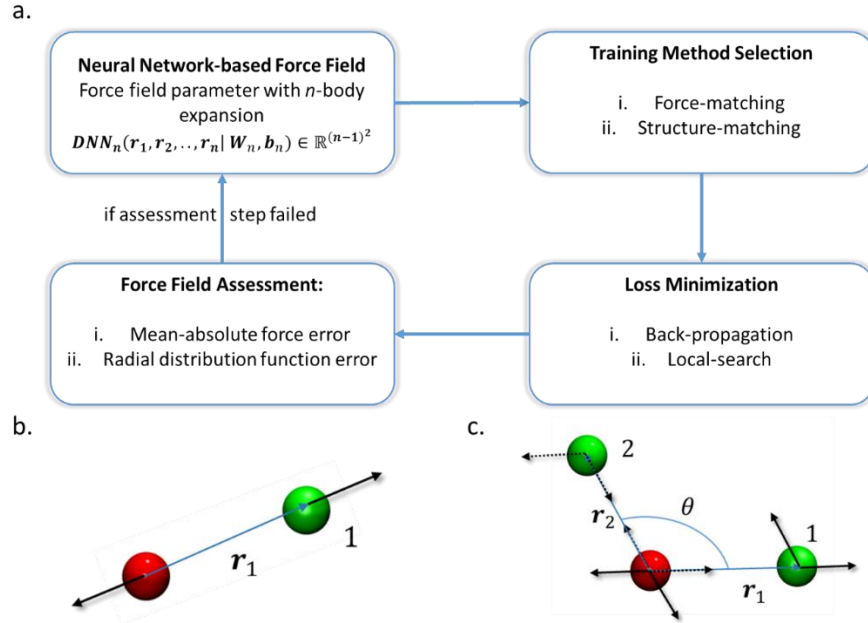 a.
Neural Network-based Force Field
Force field parameter with n-body
expansion
DNNₙ(r₁, r₂, . ., rₙ| Wₙ, bₙ) ∈ ℝ⁽ⁿ⁻¹⁾²
Training Method Selection
i. Force-matching
ii. Structure-matching
if assessment step failed
Force Field Assessment:
i. Mean-absolute force error
ii. Radial distribution function error
Loss Minimization
i. Back-propagation
ii. Local-search
b.
1
r₁
c.
2
θ
r₂
1
r₁